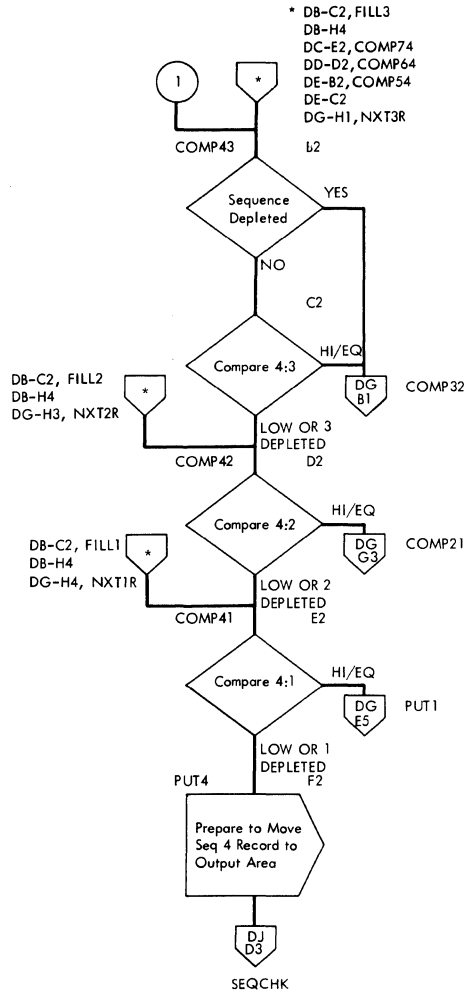 * DB-C2, FILL3
DB-H4
DC-E2, COMP74
DD-D2, COMP64
DE-B2, COMP54
DE-C2
DG-H1, NXT3R
1
*
COMP43
b2
Sequence
Depleted
YES
NO
C2
Compare 4:3
HI/EQ
DG
B1
COMP32
DB-C2, FILL2
DB-H4
DG-H3, NXT2R
*
LOW OR 3
DEPLETED
COMP42
D2
Compare 4:2
HI/EQ
DG
G3
COMP21
DB-C2, FILL1
DB-H4
DG-H4, NXT1R
*
LOW OR 2
DEPLETED
COMP41
E2
Compare 4:1
HI/EQ
DG
E5
PUT1
LOW OR 1
DEPLETED
PUT4
F2
Prepare to Move
Seq 4 Record to
Output Area
DJ
D3
SEQCHK